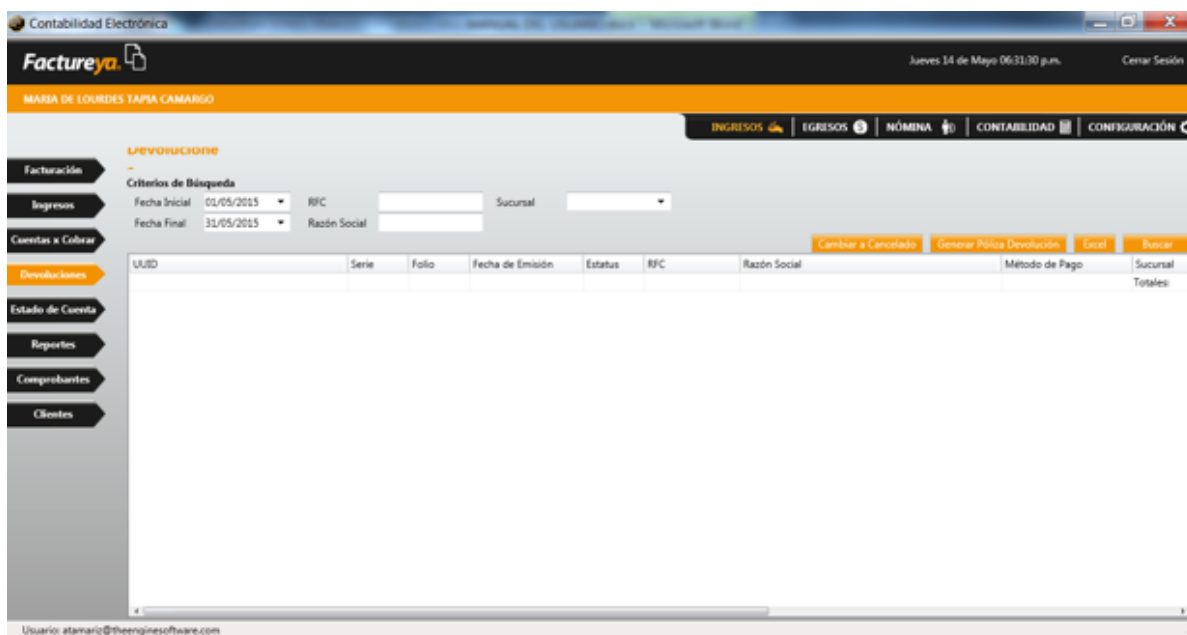 Contabilidad Electrónica
Factureya.
Jueves 14 de Mayo 06:31:30 p.m.
Cerrar Sesión
MARIA DE LOURDES TAPIA CAMARGO
INGRESOS EGRESOS NÓMINA CONTABILIDAD CONFIGURACIÓN
Devolucione
Facturación
Ingresos
Cuentas x Cobrar
Devoluciones
Estado de Cuenta
Reportes
Comprobantes
Clientes
Criterios de Búsqueda
Fecha Inicial 01/05/2015 RFC Sucursal
Fecha Final 31/05/2015 Razón Social
Cambiar a Cancelado Generar Póliza Devolución Excel Buscar
UUID Serie Folio Fecha de Emisión Estatus RFC Razón Social Método de Pago Sucursal
Totales:
Usuario: atamariz@theenginesoftware.com